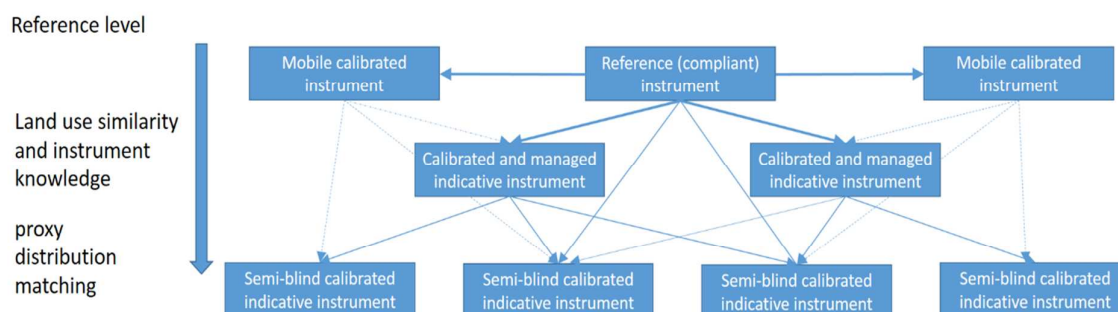 Reference level
Mobile calibrated
instrument
Reference (compliant)
instrument
Mobile calibrated
instrument
Land use similarity
and instrument
knowledge
Calibrated and managed
indicative instrument
Calibrated and managed
indicative instrument
proxy
distribution
matching
Semi-blind calibrated
indicative instrument
Semi-blind calibrated
indicative instrument
Semi-blind calibrated
indicative instrument
Semi-blind calibrated
indicative instrument